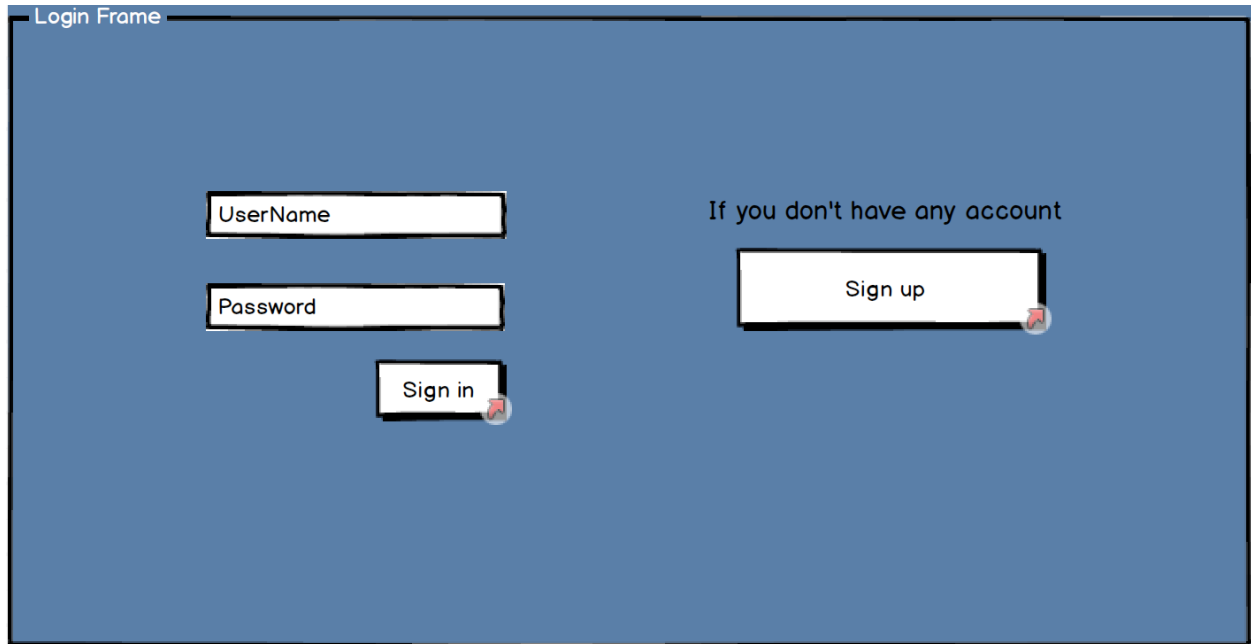 Login Frame
UserName
Password
Sign in
If you don't have any account
Sign up